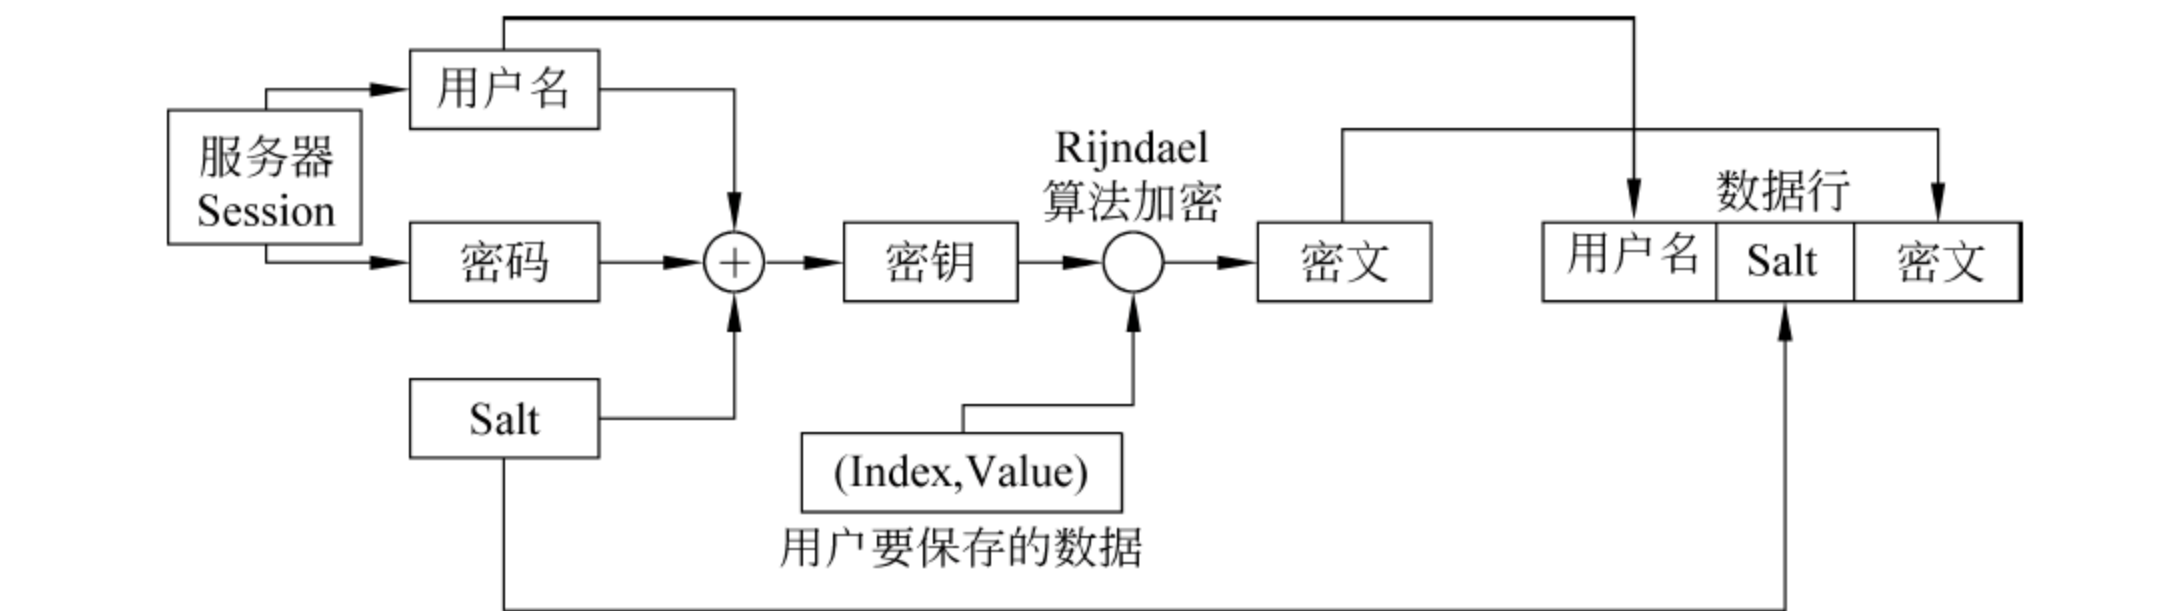 用户名
服务器
Session
密码
Salt
+
密钥
Rijndael
算法加密
(Index,Value)
用户要保存的数据
密文
数据行
用户名 Salt 密文